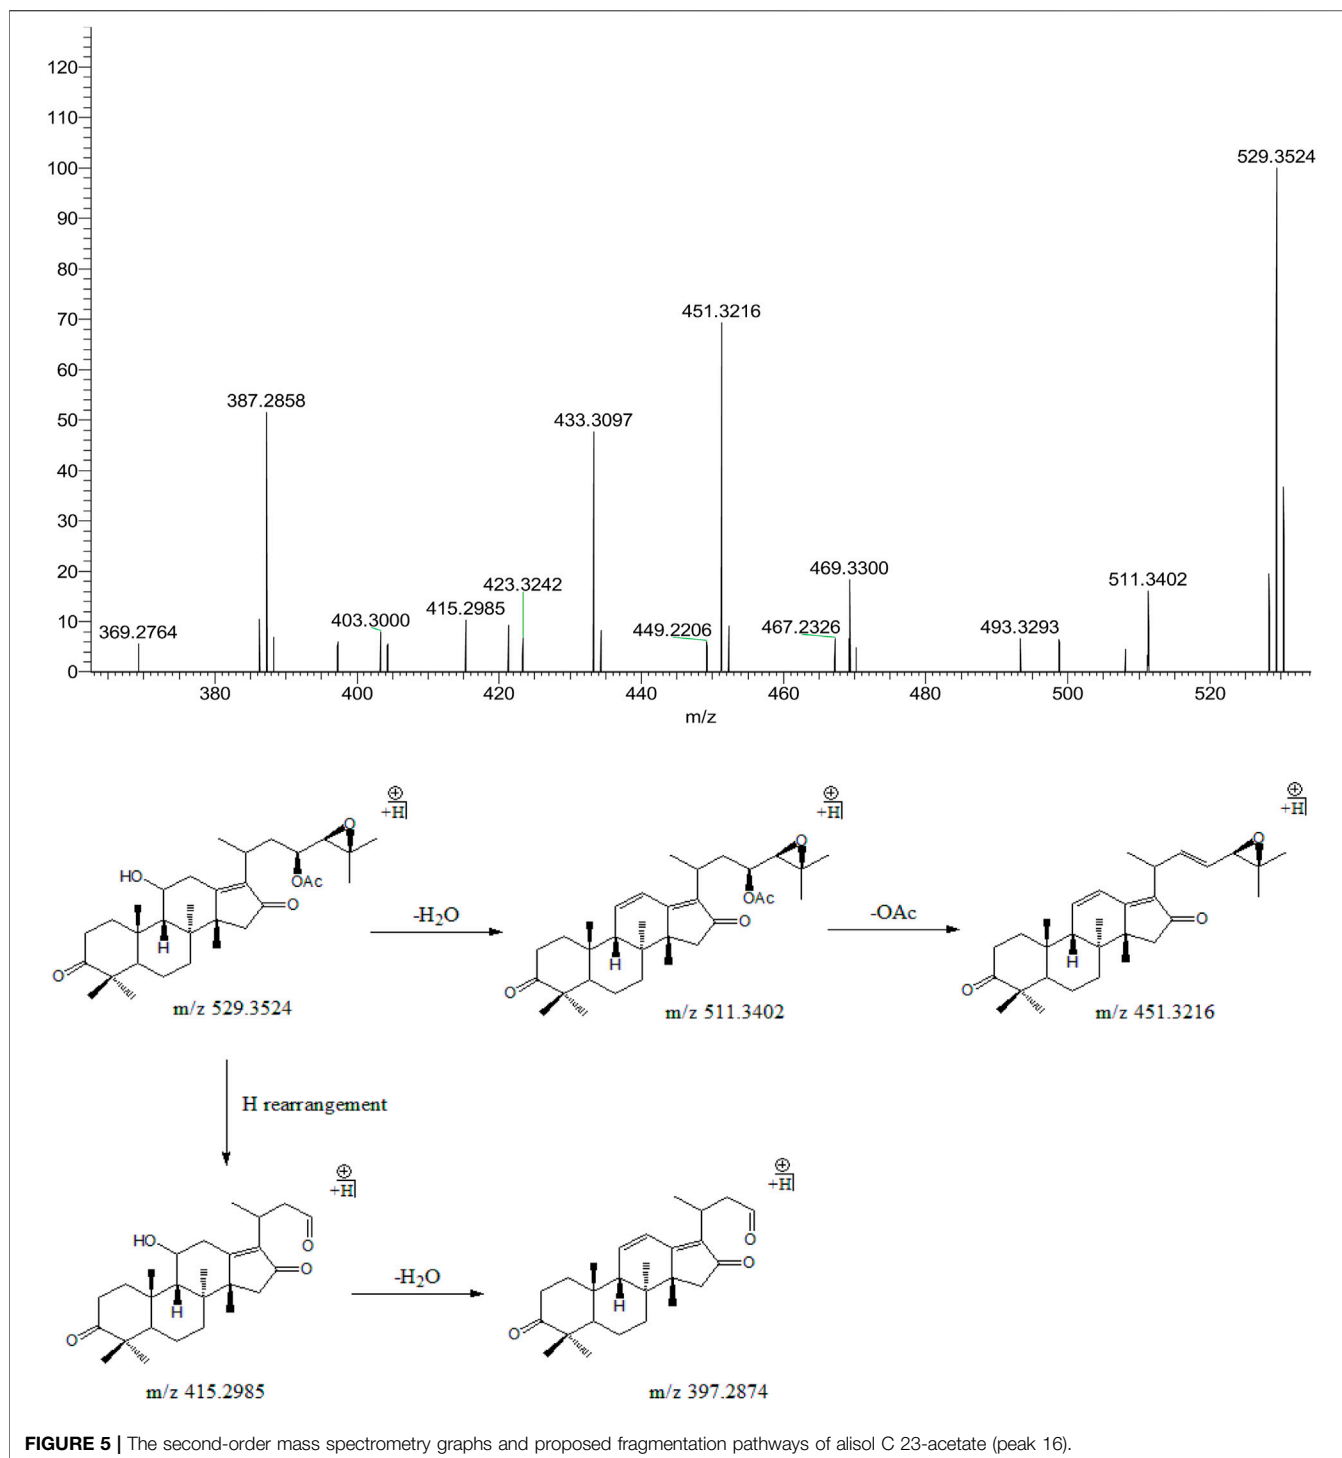 120
110
100
90
80
70
60
50
40
30
20
10
0
529.3524
451.3216
387.2858
433.3097
469.3300
511.3402
423.3242
415.2985
403.3000
369.2764
449.2206
467.2326
493.3293
380 400 420 440 460 480 500 520
m/z
+H
HO
O
OAc
O
H
O
m/z 529.3524
-H2O
+H
O
OAc
O
H
O
m/z 511.3402
-OAc
+H
O
O
H
O
m/z 451.3216
H rearrangement
+H
HO
O
O
H
O
m/z 415.2985
-H2O
+H
O
O
H
O
m/z 397.2874
FIGURE 5 | The second-order mass spectrometry graphs and proposed fragmentation pathways of alisol C 23-acetate (peak 16).